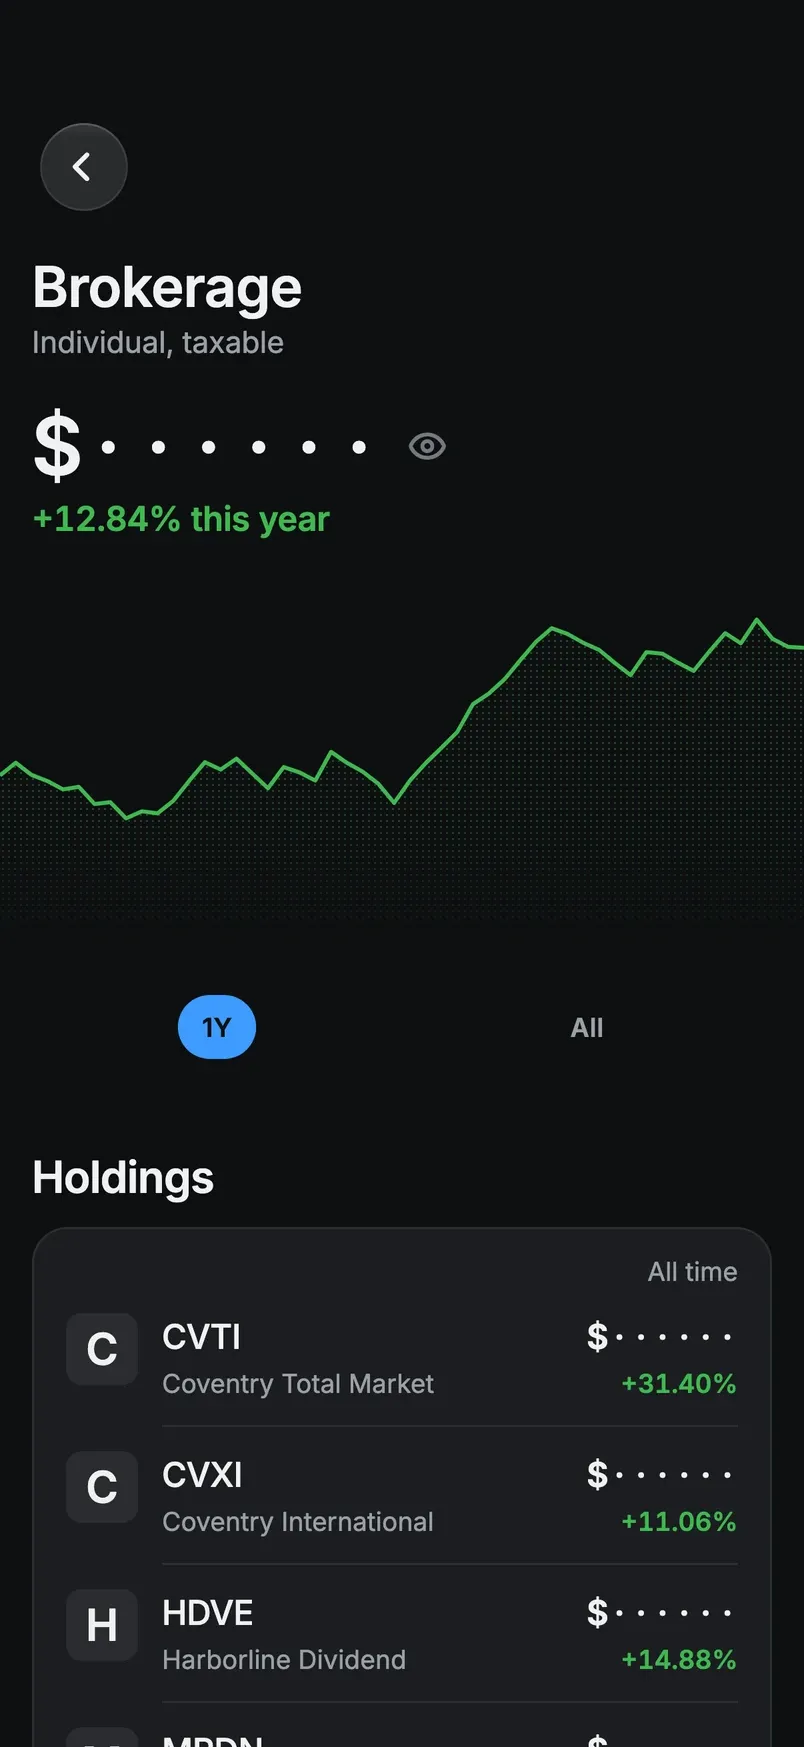 Brokerage
Individual, taxable
$······
+12.84% this year
1Y
All
Holdings
All time
C
CVTI
$······
Coventry Total Market
+31.40%
C
CVXI
$······
Coventry International
+11.06%
H
HDVE
$······
Harborline Dividend
+14.88%
$